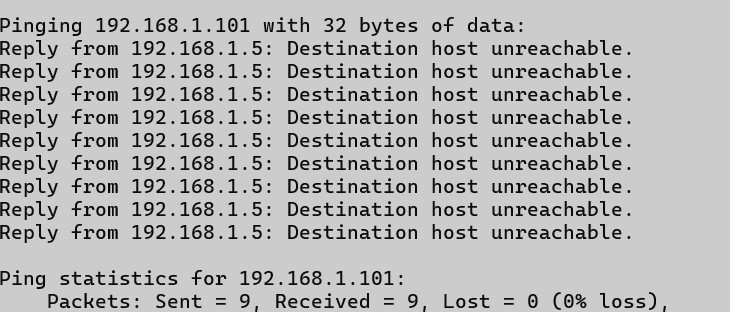 Pinging 192.168.1.101 with 32 bytes of data:
Reply from 192.168.1.5: Destination host unreachable.
Reply from 192.168.1.5: Destination host unreachable.
Reply from 192.168.1.5: Destination host unreachable.
Reply from 192.168.1.5: Destination host unreachable.
Reply from 192.168.1.5: Destination host unreachable.
Reply from 192.168.1.5: Destination host unreachable.
Reply from 192.168.1.5: Destination host unreachable.
Reply from 192.168.1.5: Destination host unreachable.
Reply from 192.168.1.5: Destination host unreachable.
Ping statistics for 192.168.1.101:
Packets: Sent = 9, Received = 9, Lost = 0 (0% loss),